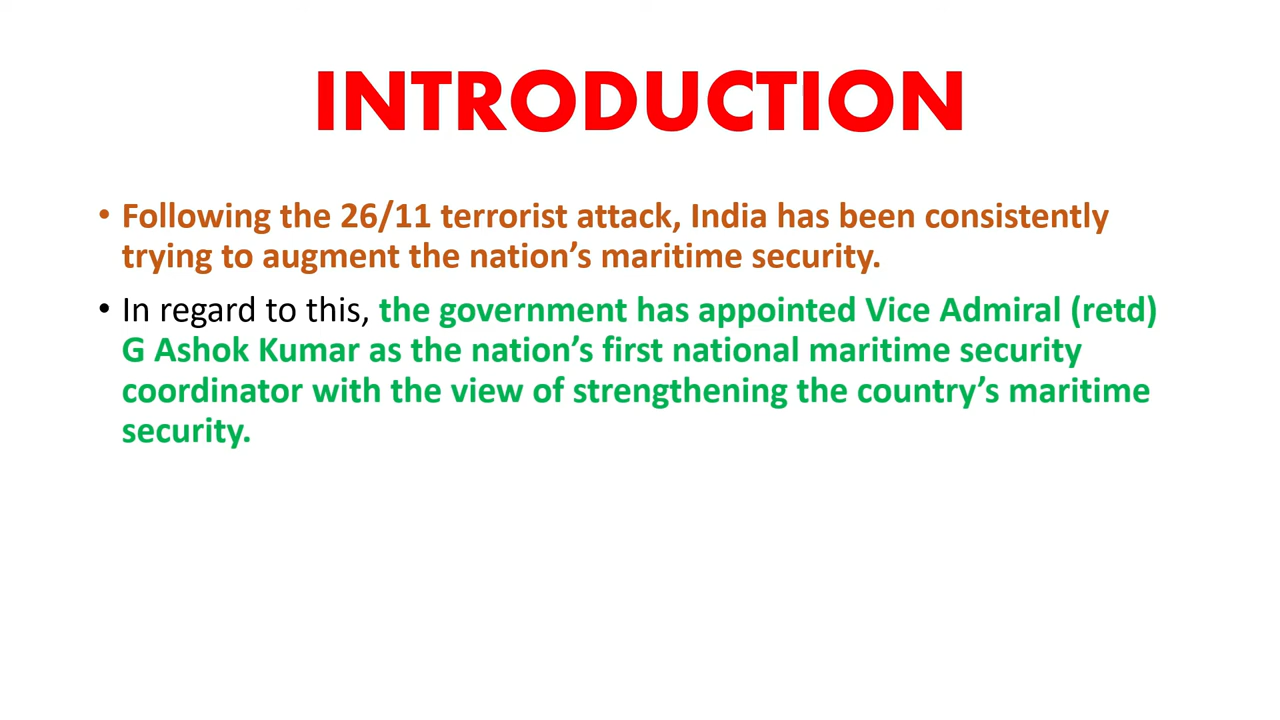 INTRODUCTION
• Following the 26/11 terrorist attack, India has been consistently
trying to augment the nation’s maritime security.
• In regard to this, the government has appointed Vice Admiral (retd)
G Ashok Kumar as the nation’s first national maritime security
coordinator with the view of strengthening the country’s maritime
security.